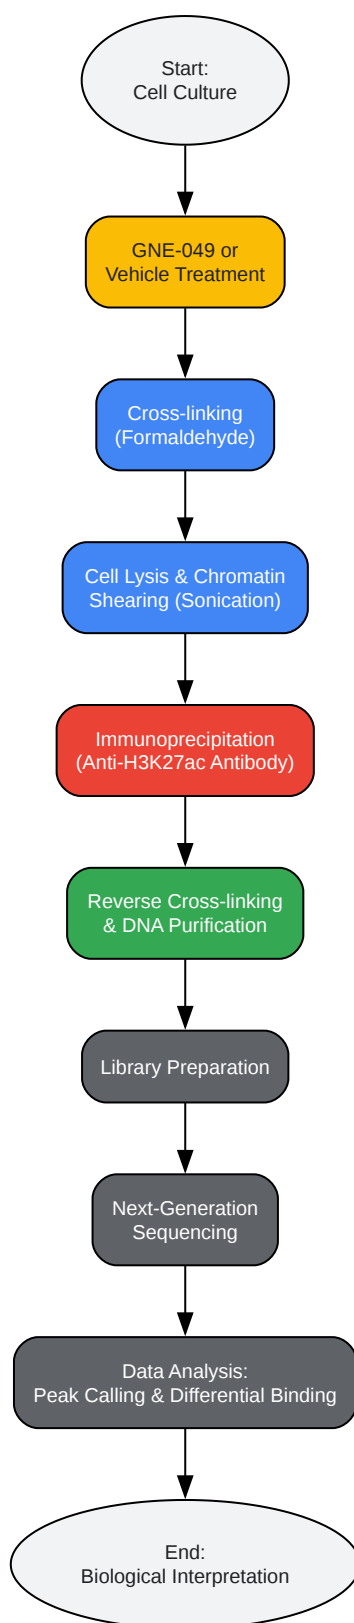 Start:
Cell Culture
GNE-049 or
Vehicle Treatment
Cross-linking
(Formaldehyde)
Cell Lysis & Chromatin
Shearing (Sonication)
Immunoprecipitation
(Anti-H3K27ac Antibody)
Reverse Cross-linking
& DNA Purification
Library Preparation
Next-Generation
Sequencing
Data Analysis:
Peak Calling & Differential Binding
End:
Biological Interpretation